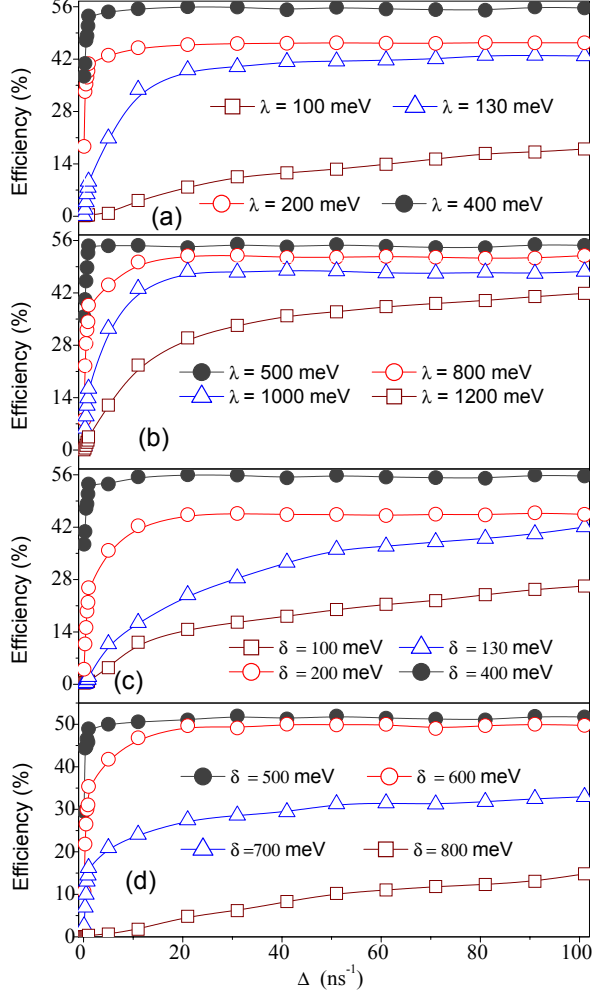 56
42
28
14
0
Efficiency (%)
λ = 100 meV
λ = 130 meV
λ = 200 meV
λ = 400 meV
(a)
56
42
28
14
0
Efficiency (%)
λ = 500 meV
λ = 800 meV
λ = 1000 meV
λ = 1200 meV
(b)
56
42
28
14
0
Efficiency (%)
δ = 100 meV
δ = 130 meV
δ = 200 meV
δ = 400 meV
(c)
50
40
30
20
10
0
Efficiency (%)
δ = 500 meV
δ = 600 meV
δ =700 meV
δ = 800 meV
(d)
0 20 40 60 80 100
Δ (ns⁻¹)